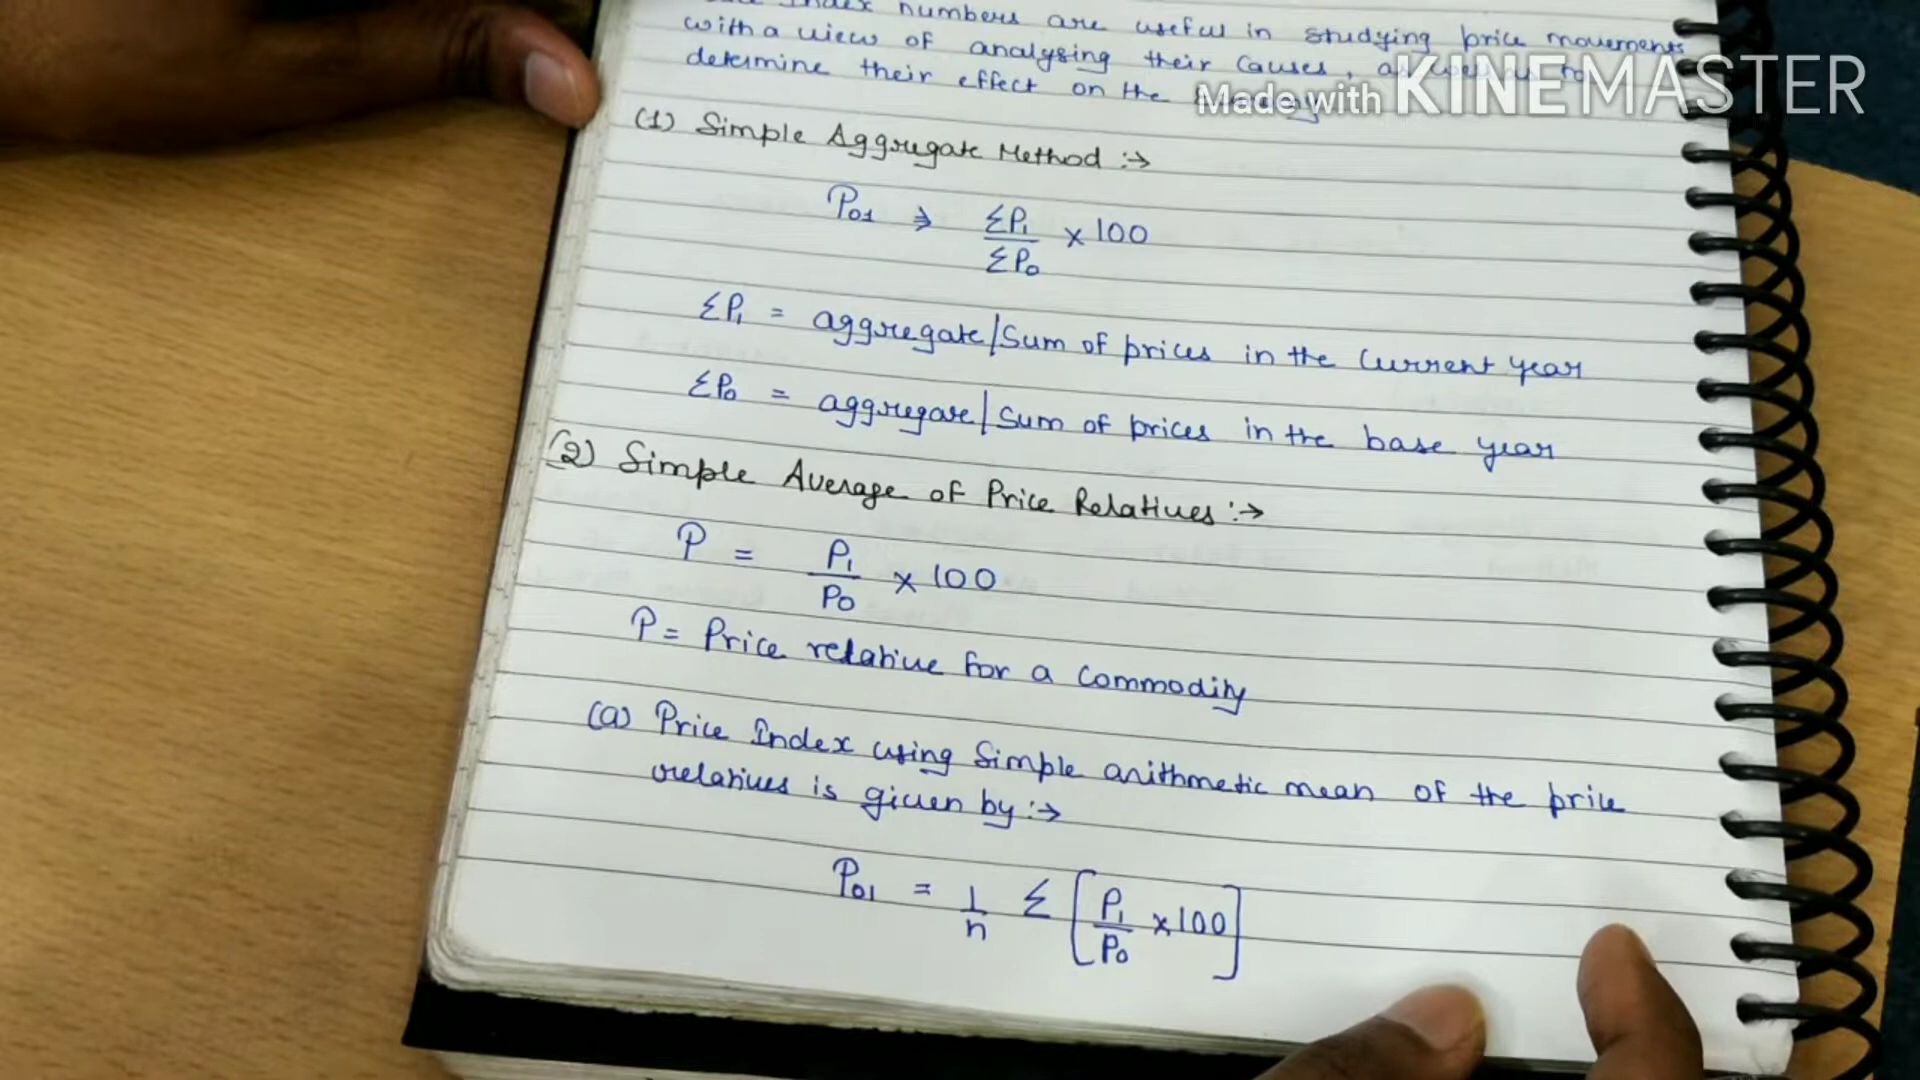 Index numbers are useful in studying price movements
with a view of analysing their causes,
determine their effect on the
Made with KINEMASTER
(1) Simple Aggregate Method :→
P01 ⇒ ΣP1/ΣP0 × 100
ΣP1 = aggregate/Sum of prices in the current year
ΣP0 = aggregate/Sum of prices in the base year
(2) Simple Average of Price Relatives :→
P = P1/P0 × 100
P = Price relative for a commodity
(a) Price Index using Simple arithmetic mean of the price
relatives is given by :→
P01 = 1/n Σ [P1/P0 × 100]